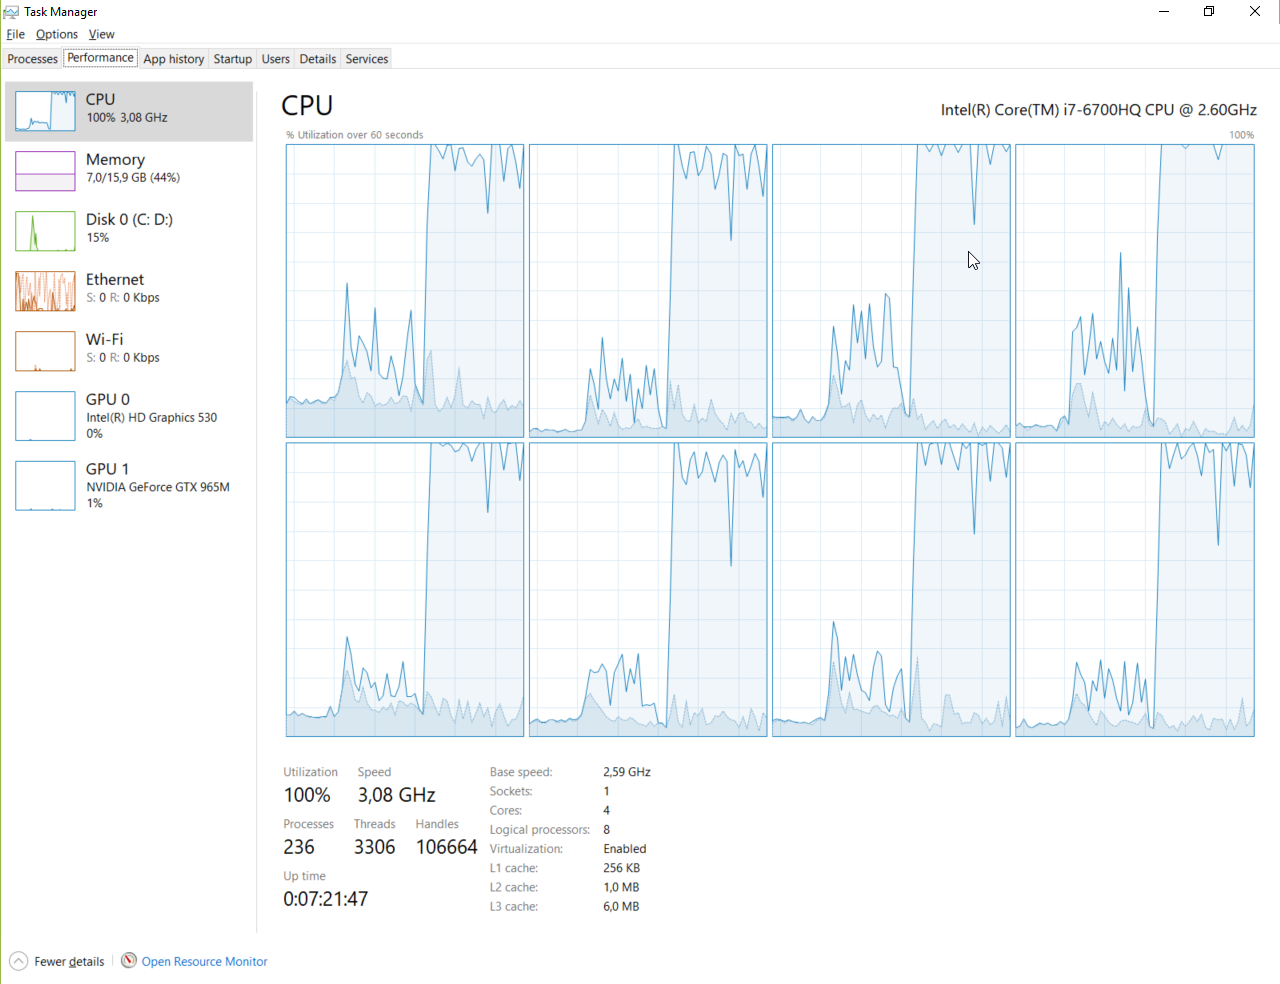 Task Manager
File Options View
Processes Performance App history Startup Users Details Services
CPU
100% 3,08 GHz
Memory
7,0/15,9 GB (44%)
Disk 0 (C: D:)
15%
Ethernet
S: 0 R: 0 Kbps
Wi-Fi
S: 0 R: 0 Kbps
GPU 0
Intel(R) HD Graphics 530
0%
GPU 1
NVIDIA GeForce GTX 965M
1%
CPU
Intel(R) Core(TM) i7-6700HQ CPU @ 2.60GHz
% Utilization over 60 seconds 100%
Utilization Speed
100% 3,08 GHz
Processes Threads Handles
236 3306 106664
Up time
0:07:21:47
Base speed: 2,59 GHz
Sockets: 1
Cores: 4
Logical processors: 8
Virtualization: Enabled
L1 cache: 256 KB
L2 cache: 1,0 MB
L3 cache: 6,0 MB
Fewer details Open Resource Monitor